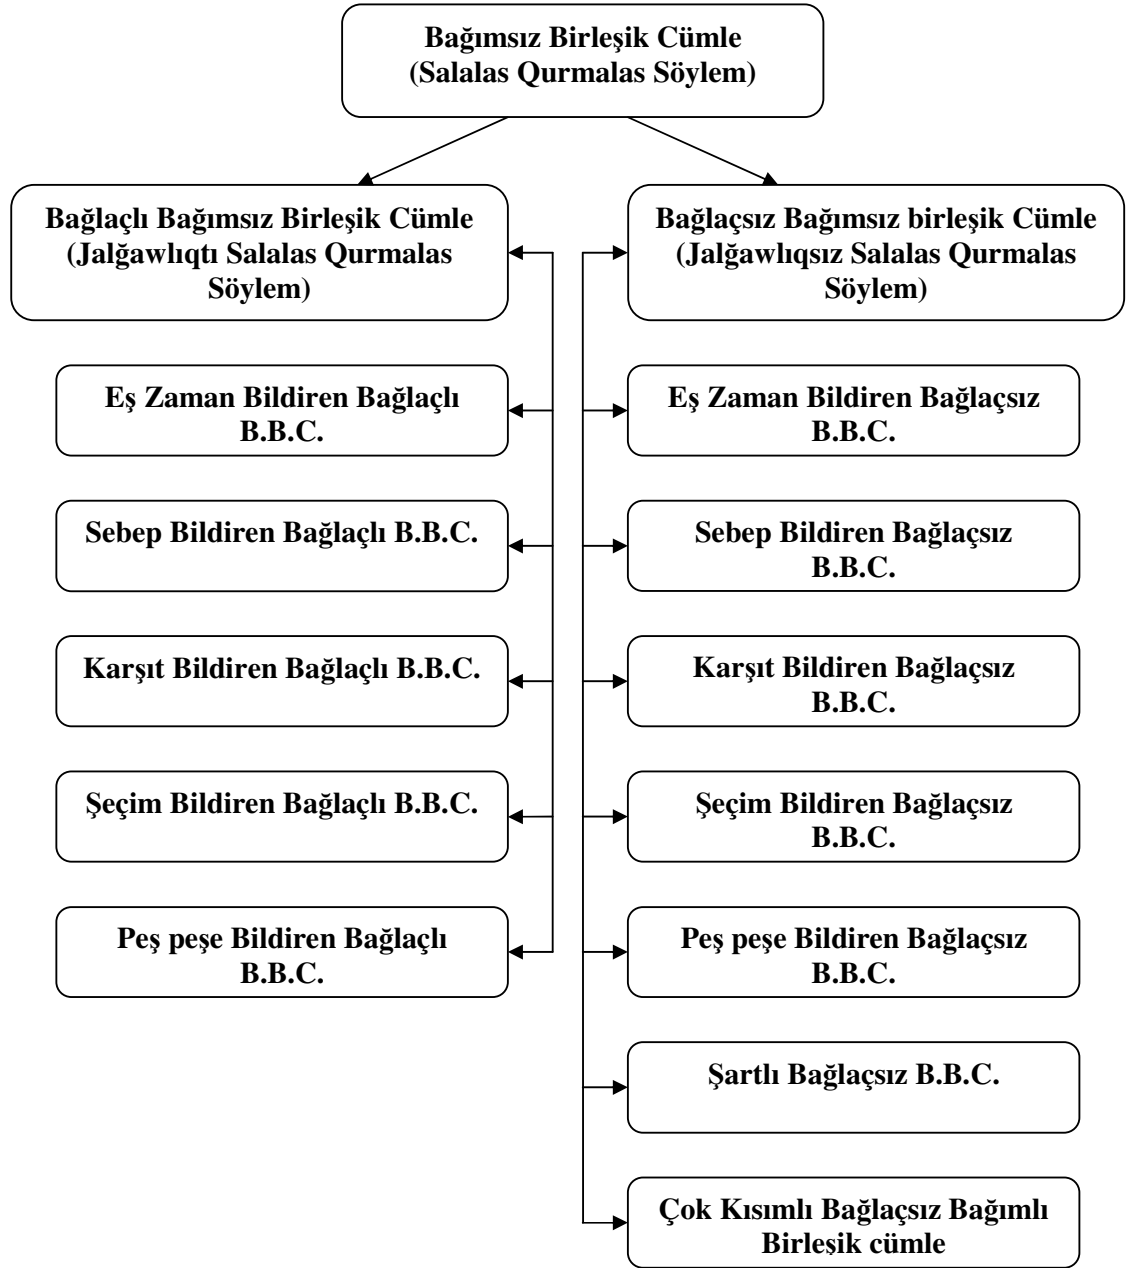 Bağımsız Birleşik Cümle
(Salalas Qurmalas Söylem)
Bağlaçlı Bağımsız Birleşik Cümle
(Jalğawlıqtı Salalas Qurmalas
Söylem)
Bağlaçsız Bağımsız birleşik Cümle
(Jalğawlıqsız Salalas Qurmalas
Söylem)
Eş Zaman Bildiren Bağlaçlı
B.B.C.
Eş Zaman Bildiren Bağlaçsız
B.B.C.
Sebep Bildiren Bağlaçlı B.B.C.
Sebep Bildiren Bağlaçsız
B.B.C.
Karşıt Bildiren Bağlaçlı B.B.C.
Karşıt Bildiren Bağlaçsız
B.B.C.
Şeçim Bildiren Bağlaçlı B.B.C.
Şeçim Bildiren Bağlaçsız
B.B.C.
Peş peşe Bildiren Bağlaçlı
B.B.C.
Peş peşe Bildiren Bağlaçsız
B.B.C.
Şartlı Bağlaçsız B.B.C.
Çok Kısımlı Bağlaçsız Bağımlı
Birleşik cümle